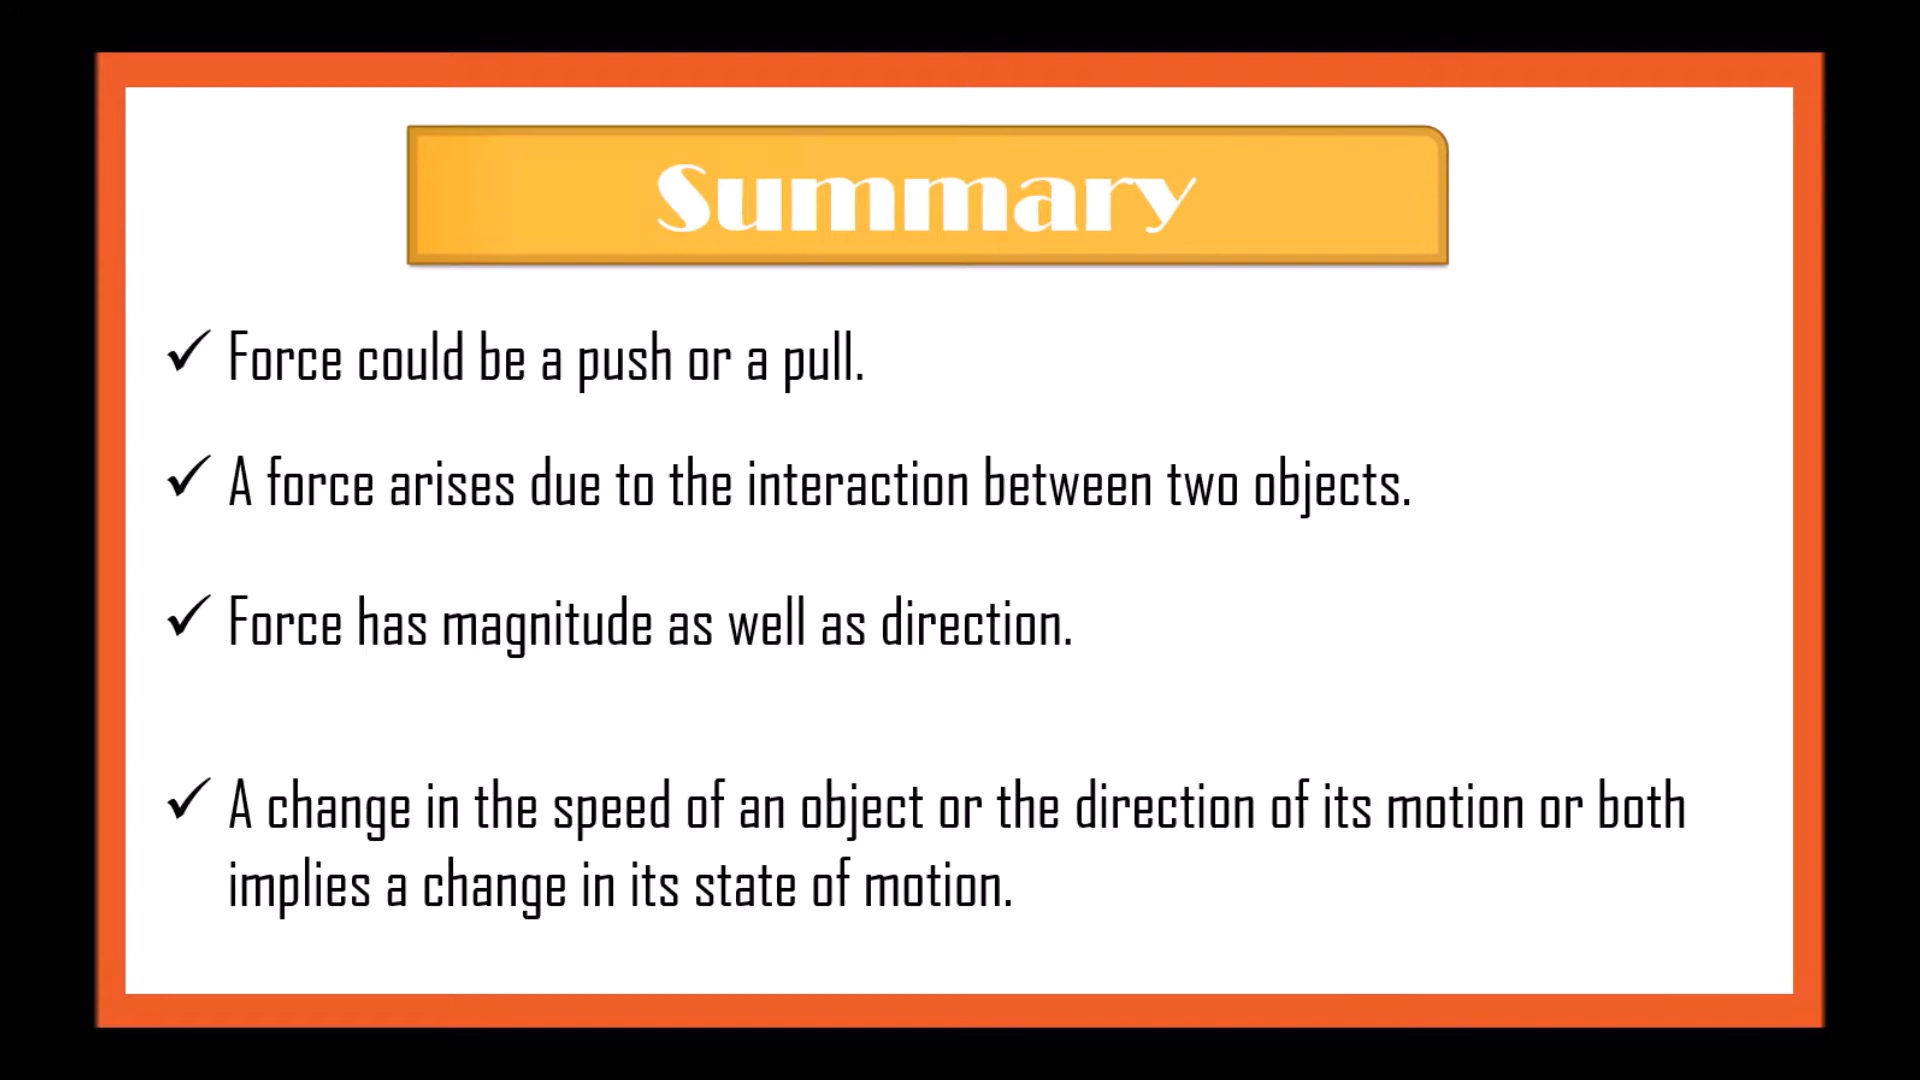 Summary
✓ Force could be a push or a pull.
✓ A force arises due to the interaction between two objects.
✓ Force has magnitude as well as direction.
✓ A change in the speed of an object or the direction of its motion or both
implies a change in its state of motion.